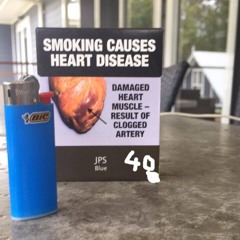 SMOKING CAUSES
HEART DISEASE
DAMAGED
HEART
MUSCLE –
RESULT OF
CLOGGED
ARTERY
JPS
Blue
40
BIC